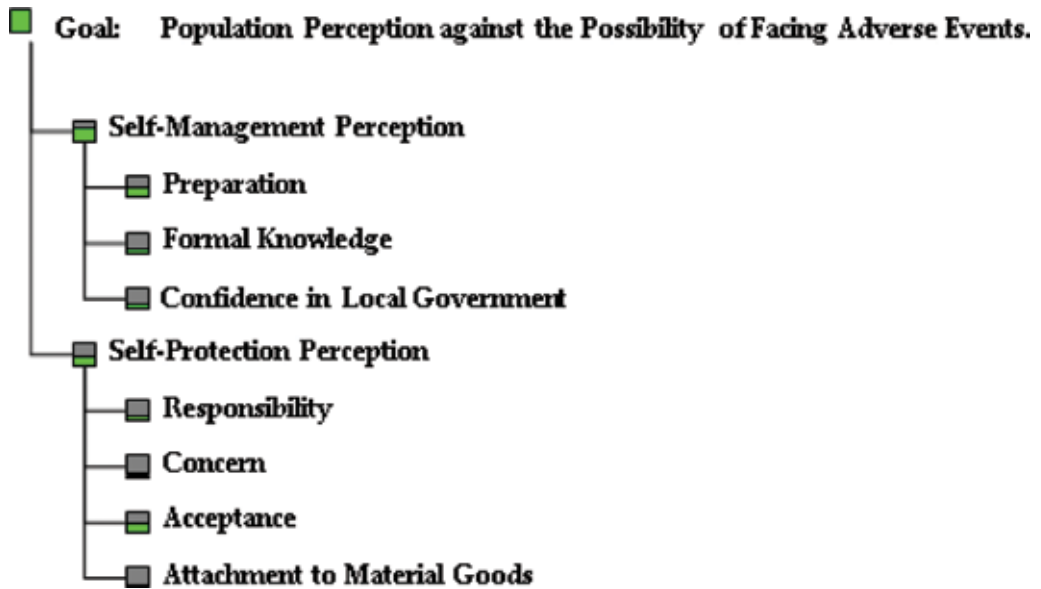 Goal: Population Perception against the Possibility of Facing Adverse Events.
Self-Management Perception
Preparation
Formal Knowledge
Confidence in Local Government
Self-Protection Perception
Responsibility
Concern
Acceptance
Attachment to Material Goods